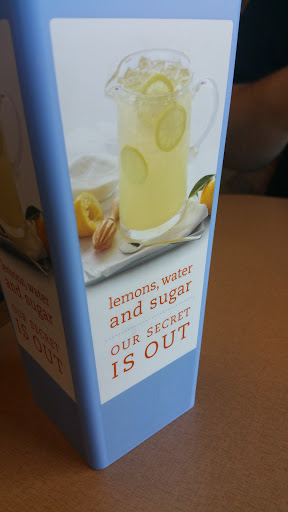 lemons, water
and sugar
OUR SECRET
IS OUT
lemons, water
and sugar
OUR SECRET
IS OUT